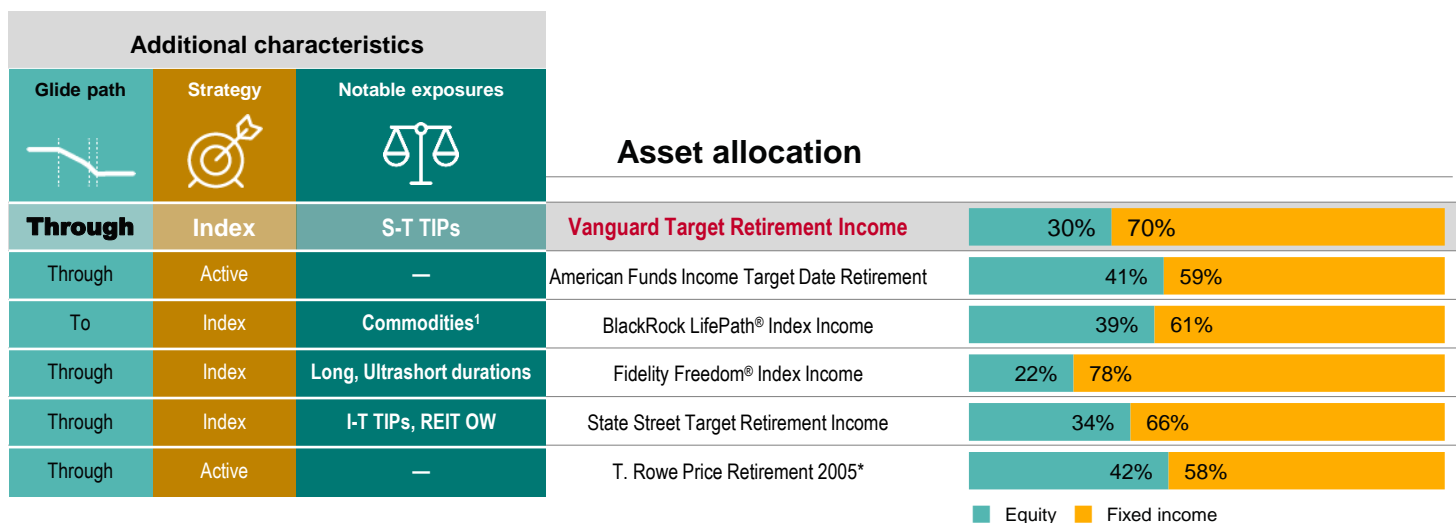 Additional characteristics
Glide path Strategy Notable exposures
Asset allocation
Through Index S-T TIPs Vanguard Target Retirement Income 30% 70%
Through Active — American Funds Income Target Date Retirement 41% 59%
To Index Commodities¹ BlackRock LifePath® Index Income 39% 61%
Through Index Long, Ultrashort durations Fidelity Freedom® Index Income 22% 78%
Through Index I-T TIPs, REIT OW State Street Target Retirement Income 34% 66%
Through Active — T. Rowe Price Retirement 2005* 42% 58%
Equity Fixed income